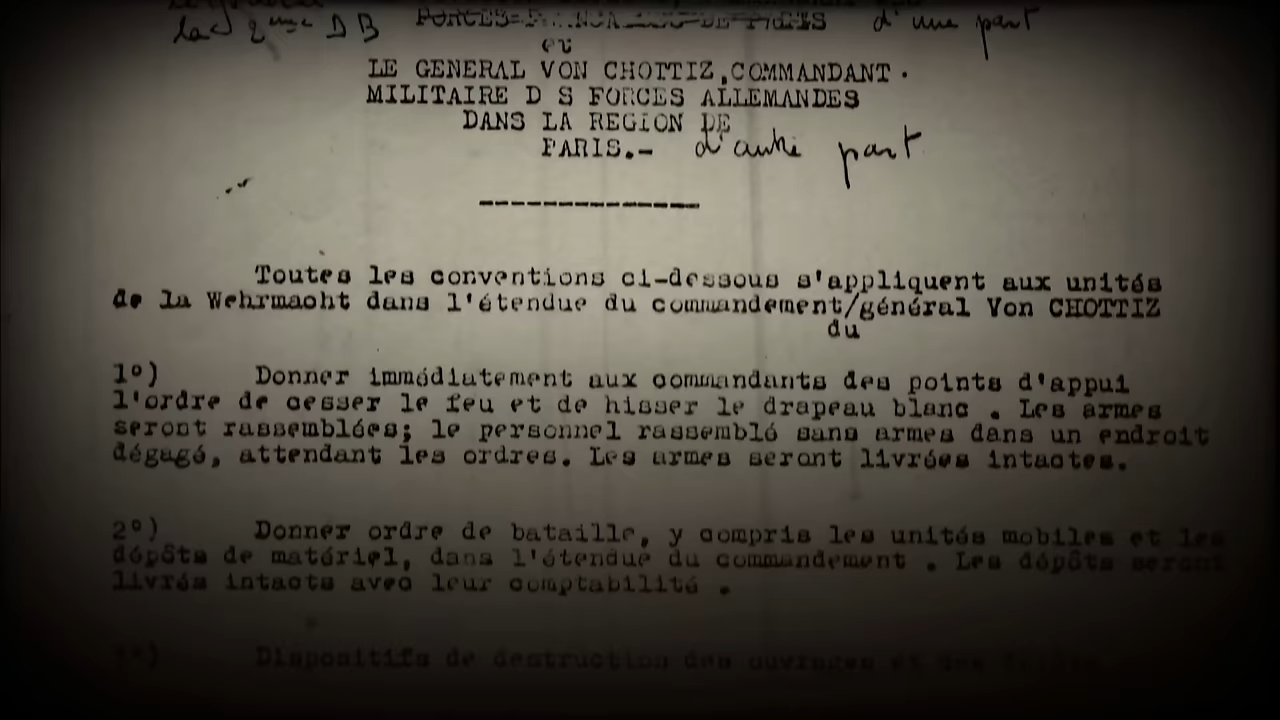 la 2ème DB FORCES FRANCAISES DE PARIS d'une part
et
LE GENERAL VON CHOTTIZ, COMMANDANT.
MILITAIRE D S FORCES ALLEMANDES
DANS LA REGION DE
PARIS.- d'autre part
Toutes les conventions ci-dessous s'appliquent aux unités
de la Wehrmacht dans l'étendue du commandement/général Von CHOTTIZ
du
1º) Donner immédiatement aux commandants des points d'appui
l'ordre de cesser le feu et de hisser le drapeau blanc . Les armes
seront rassemblées; le personnel rassemblé sans armes dans un endroit
dégagé, attendant les ordres. Les armes seront livrées intactes.
2º) Donner ordre de bataille, y compris les unités mobiles et les
dépôts de matériel, dans l'étendue du commandement . Les dépôts seront
livrés intacts avec leur comptabilité .
Dispositifs de destruction des ouvrages et des